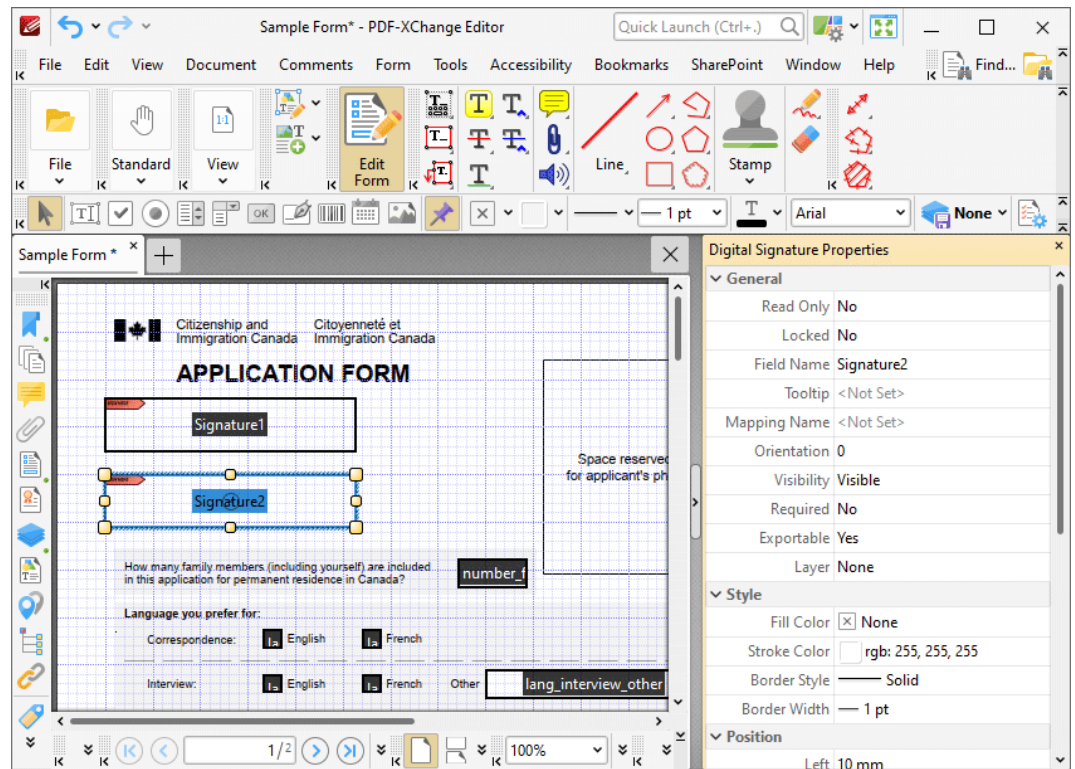 Sample Form* - PDF-XChange Editor
Quick Launch (Ctrl+.)
File Edit View Document Comments Form Tools Accessibility Bookmarks SharePoint Window Help
Find...
File Standard View Edit Form Line Stamp
1:1
OK
1 pt
T
Arial
None
Sample Form *
Digital Signature Properties
General
Read Only No
Locked No
Field Name Signature2
Tooltip <Not Set>
Mapping Name <Not Set>
Orientation 0
Visibility Visible
Required No
Exportable Yes
Layer None
Style
Fill Color None
Stroke Color rgb: 255, 255, 255
Border Style Solid
Border Width 1 pt
Position
Left 10 mm
Citizenship and Citoyenneté et
Immigration Canada Immigration Canada
APPLICATION FORM
Signature1
Signature2
Space reserved
for applicant's ph
How many family members (including yourself) are included
in this application for permanent residence in Canada?
number_f
Language you prefer for:
Correspondence: la English la French
Interview: la English la French Other lang_interview_other
1/2
100%